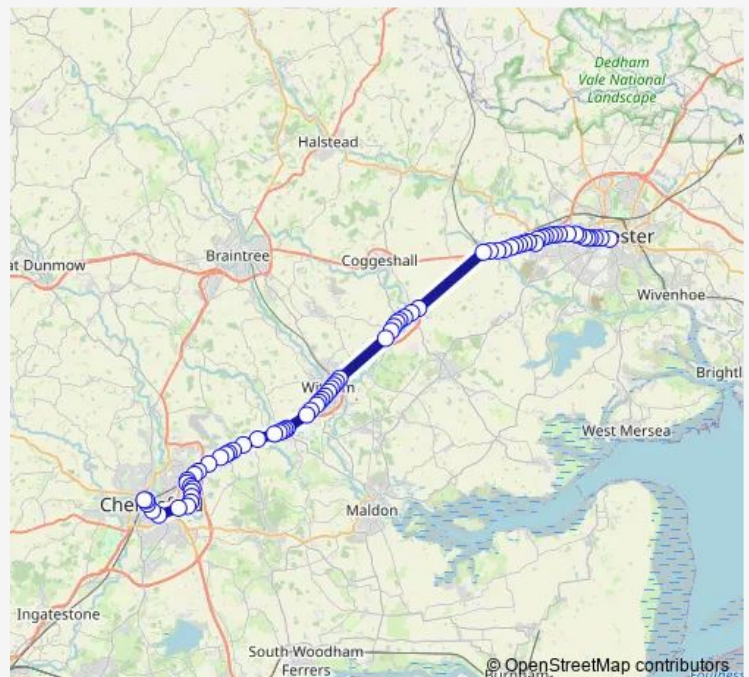 Dedham
Vale National
Landscape
Halstead
at Dunmow
Braintree
Coggeshall
Wivenhoe
Brightl
West Mersea
Maldon
Ingatestone
South Woodham
Ferrers
© OpenStreetMap contributors